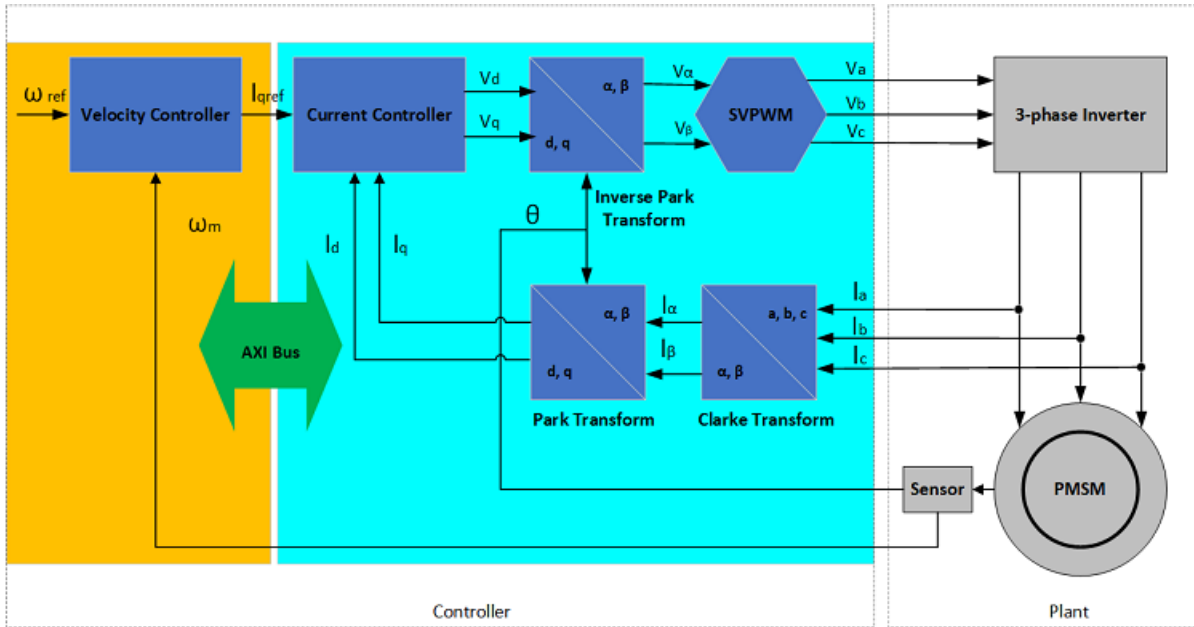 ω ref
Velocity Controller
Iqref
Current Controller
Vd
Vq
α, β
d, q
Vα
Vβ
SVPWM
Va
Vb
Vc
3-phase Inverter
Inverse Park
Transform
θ
ωm
Id
Iq
AXI Bus
α, β
d, q
Park Transform
Iα
Iβ
a, b, c
α, β
Clarke Transform
Ia
Ib
Ic
Sensor
PMSM
Controller
Plant